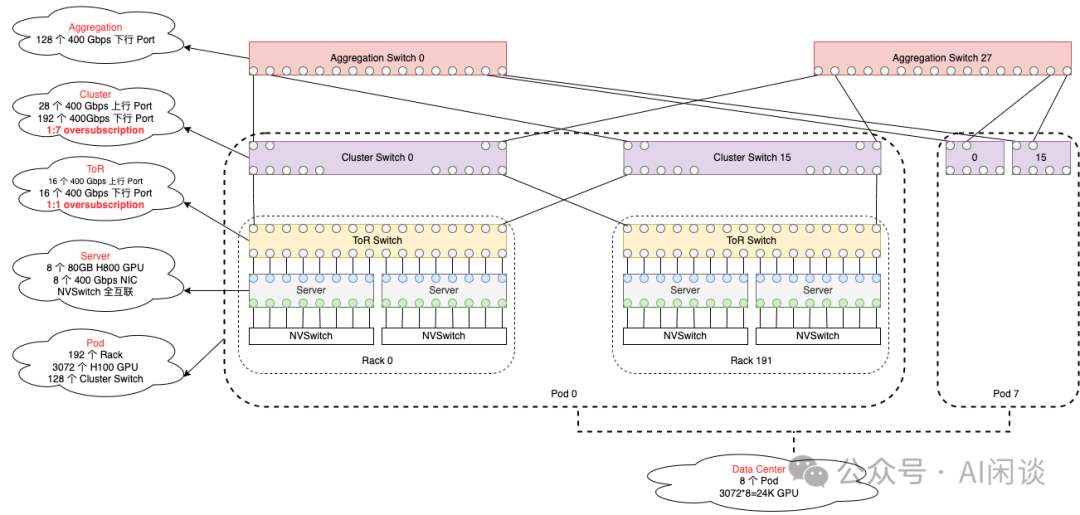 Aggregation
128 个 400 Gbps 下行 Port
Cluster
28 个 400 Gbps 上行 Port
192 个 400Gbps 下行 Port
1:7 oversubscription
ToR
16 个 400 Gbps 上行 Port
16 个 400 Gbps 下行 Port
1:1 oversubscription
Server
8 个 80GB H800 GPU
8 个 400 Gbps NIC
NVSwitch 全互联
Pod
192 个 Rack
3072 个 H100 GPU
128 个 Cluster Switch
Aggregation Switch 0
Aggregation Switch 27
Cluster Switch 0
Cluster Switch 15
0
15
ToR Switch
ToR Switch
Server
Server
Server
Server
NVSwitch
NVSwitch
NVSwitch
NVSwitch
Rack 0
Rack 191
Pod 0
Pod 7
Data Center
8 个 Pod
3072*8=24K GPU
公众号 · AI闲谈